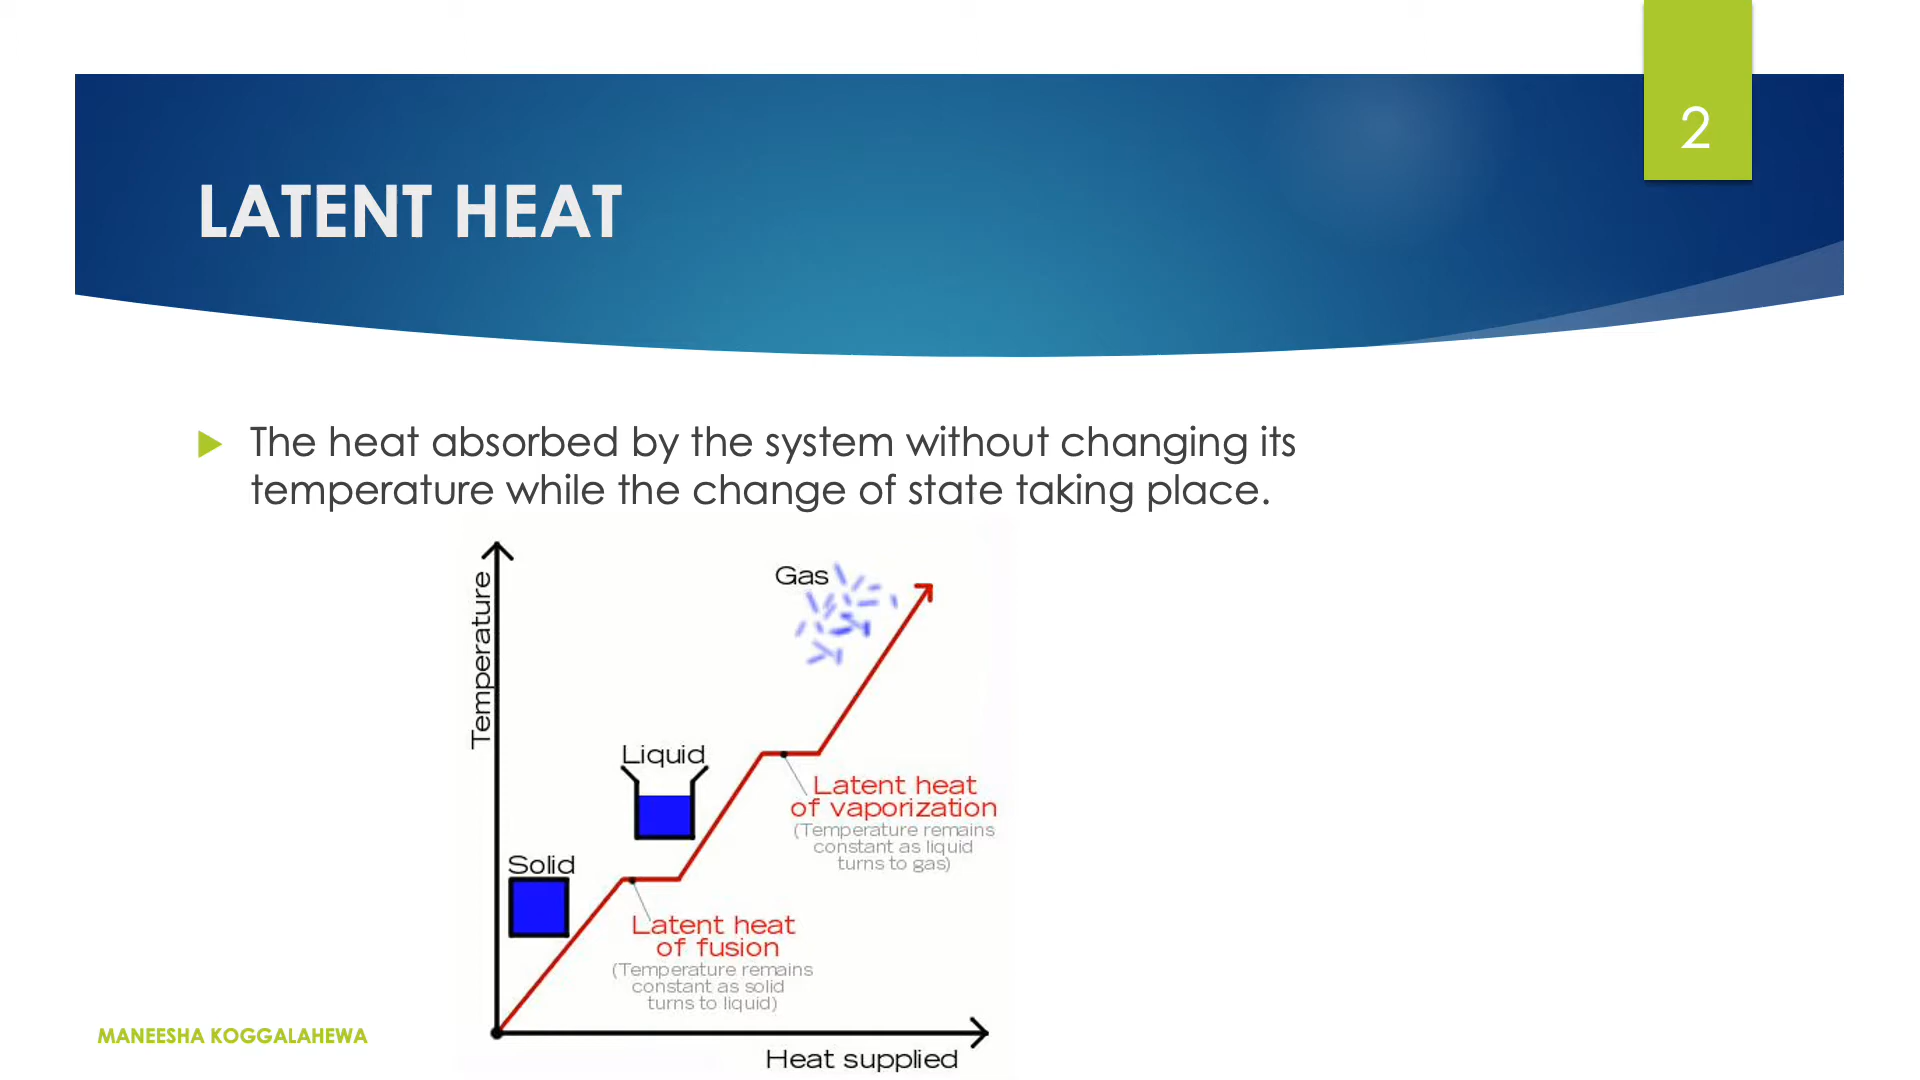 2
LATENT HEAT
The heat absorbed by the system without changing its
temperature while the change of state taking place.
Temperature
Gas
Liquid
Latent heat
of vaporization
(Temperature remains
constant as liquid
turns to gas)
Solid
Latent heat
of fusion
(Temperature remains
constant as solid
turns to liquid)
Heat supplied
MANEESHA KOGGALAHEWA